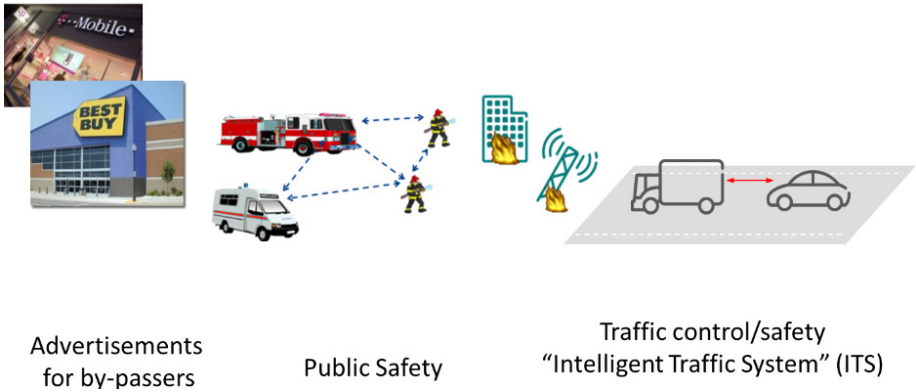 T··Mobile·
BEST
BUY
Advertisements
for by-passers
Public Safety
Traffic control/safety
“Intelligent Traffic System” (ITS)